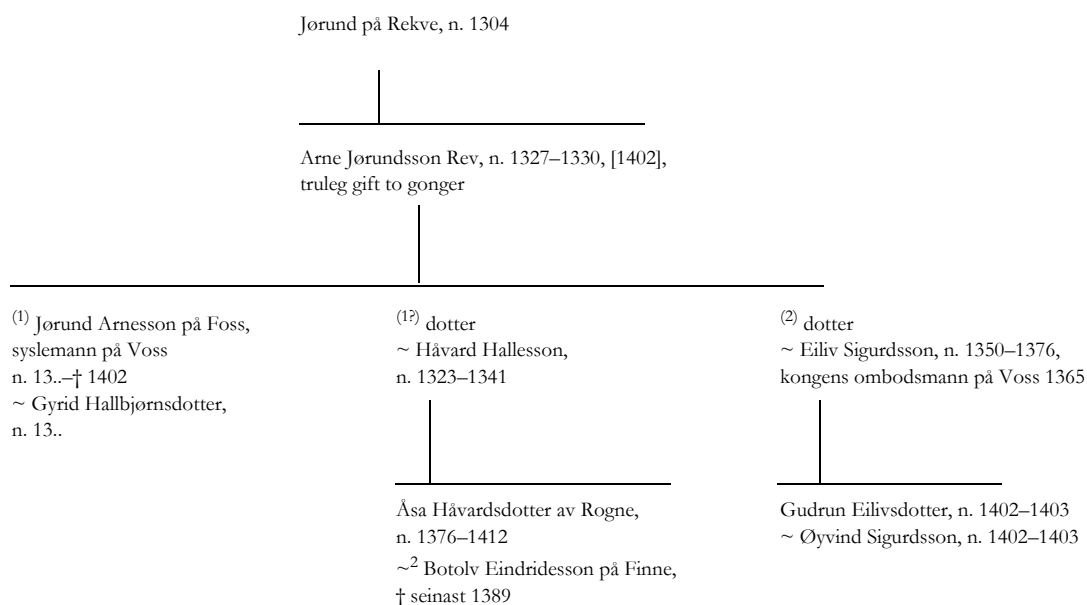 Jørund på Rekve, n. 1304
Arne Jørundsson Rev, n. 1327–1330, [1402],
truleg gift to gonger
(1) Jørund Arnesson på Foss,
syslemann på Voss
n. 13..–† 1402
~ Gyrid Hallbjørnsdotter,
n. 13..
(1?) dotter
~ Håvard Hallesson,
n. 1323–1341
(2) dotter
~ Eiliv Sigurdsson, n. 1350–1376,
kongens ombodsmann på Voss 1365
Åsa Håvardsdotter av Rogne,
n. 1376–1412
~2 Botolv Eindridesson på Finne,
† seinast 1389
Gudrun Eilivsdotter, n. 1402–1403
~ Øyvind Sigurdsson, n. 1402–1403